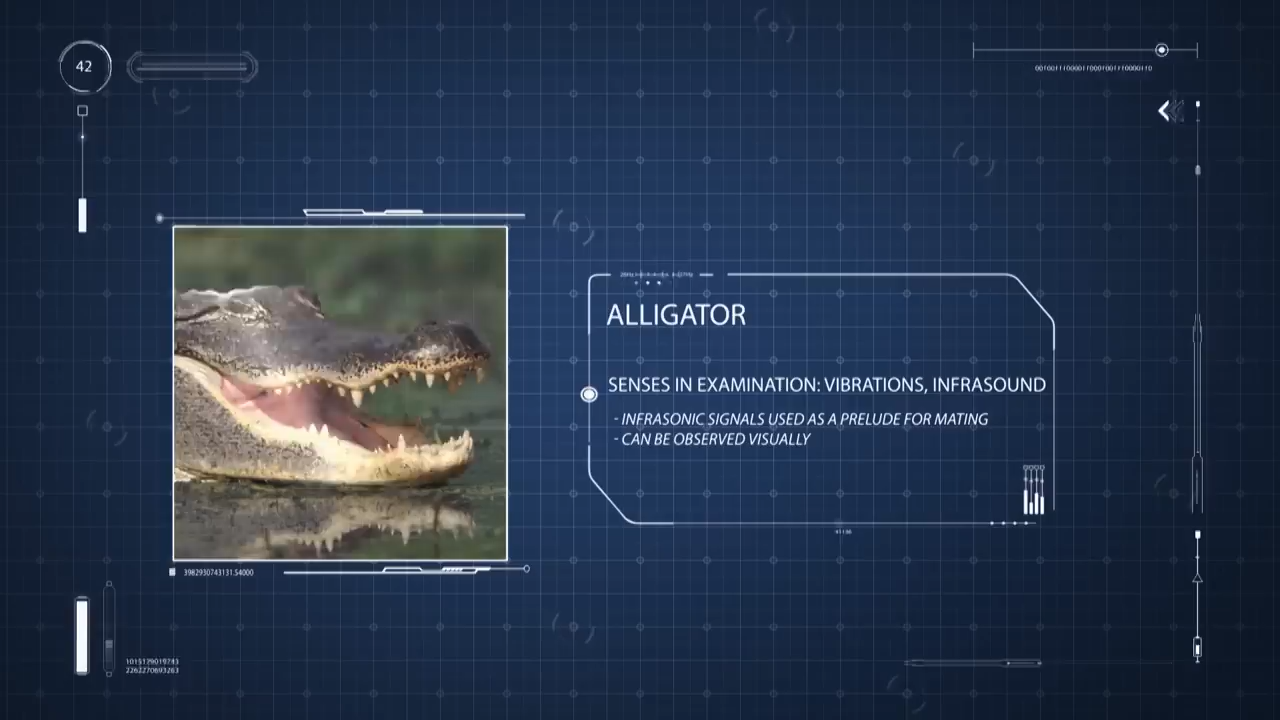 42
ALLIGATOR
SENSES IN EXAMINATION: VIBRATIONS, INFRASOUND
- INFRASONIC SIGNALS USED AS A PRELUDE FOR MATING
- CAN BE OBSERVED VISUALLY
3982930743131.54000